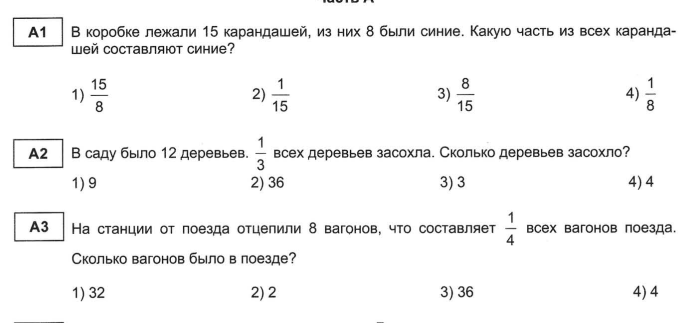 А1 В коробке лежали 15 карандашей, из них 8 были синие. Какую часть из всех каранда-
шей составляют синие?
1) 15/8 2) 1/15 3) 8/15 4) 1/8
А2 В саду было 12 деревьев. 1/3 всех деревьев засохла. Сколько деревьев засохло?
1) 9 2) 36 3) 3 4) 4
А3 На станции от поезда отцепили 8 вагонов, что составляет 1/4 всех вагонов поезда.
Сколько вагонов было в поезде?
1) 32 2) 2 3) 36 4) 4